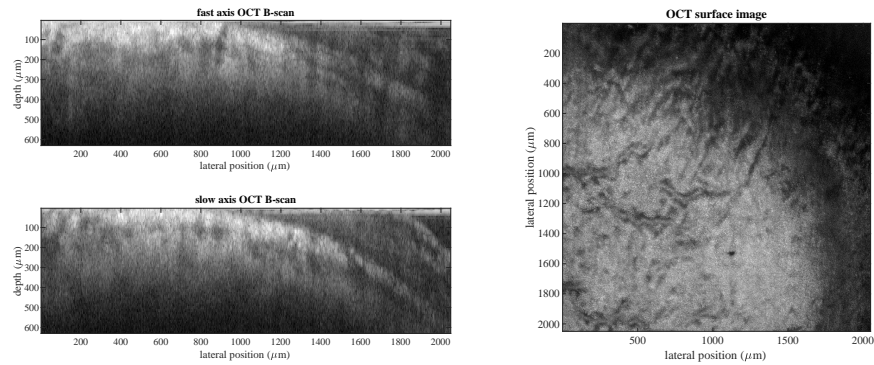 fast axis OCT B-scan
depth (μm)
100
200
300
400
500
600
200 400 600 800 1000 1200 1400 1600 1800 2000
lateral position (μm)
slow axis OCT B-scan
depth (μm)
100
200
300
400
500
600
200 400 600 800 1000 1200 1400 1600 1800 2000
lateral position (μm)
OCT surface image
lateral position (μm)
200
400
600
800
1000
1200
1400
1600
1800
2000
500 1000 1500 2000
lateral position (μm)